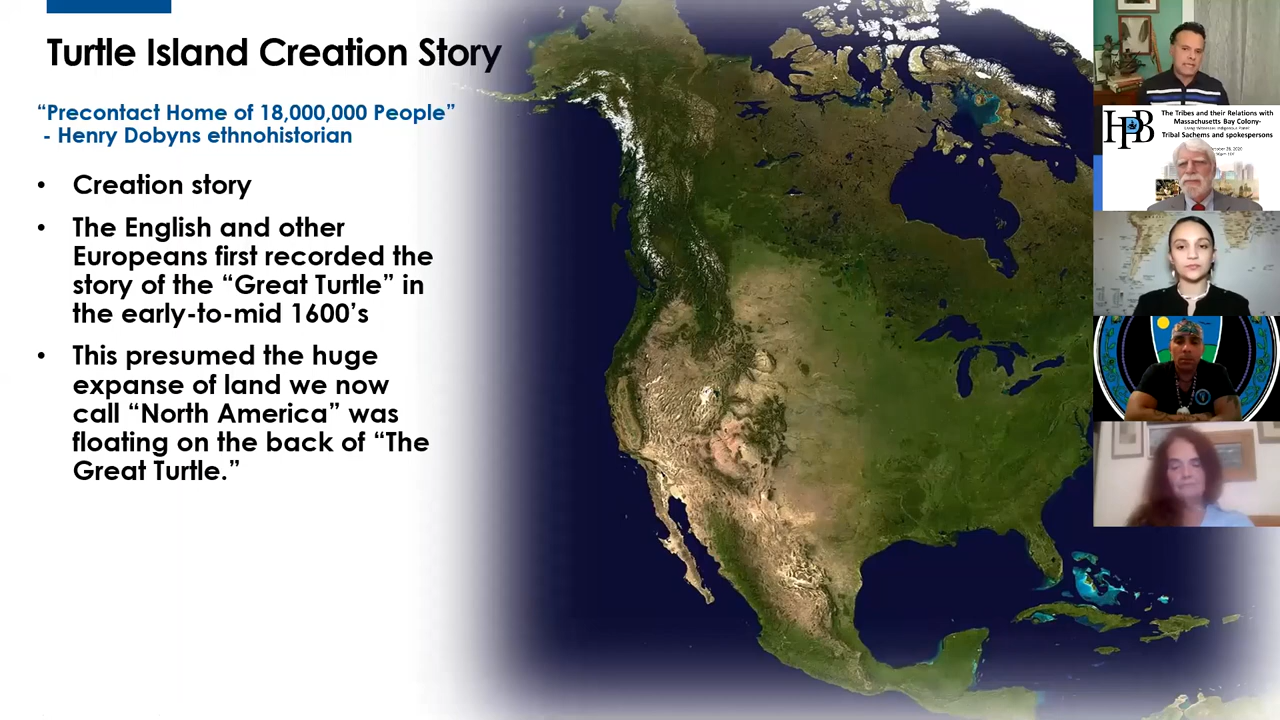 Turtle Island Creation Story
“Precontact Home of 18,000,000 People”
- Henry Dobyns ethnohistorian
• Creation story
• The English and other
Europeans first recorded the
story of the “Great Turtle” in
the early-to-mid 1600’s
• This presumed the huge
expanse of land we now
call “North America” was
floating on the back of “The
Great Turtle.”
HPB
The Tribes and their Relations with
Massachusetts Bay Colony-
Tribal Sachems and spokespersons